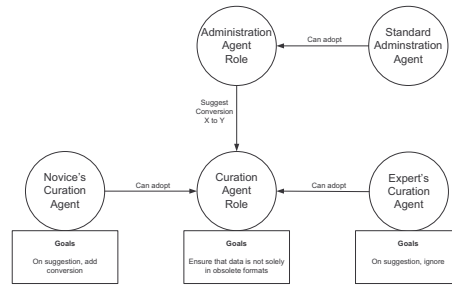 Administration
Agent
Role
Can adopt
Standard
Adminstration
Agent
Suggest
Conversion
X to Y
Novice's
Curation
Agent
Can adopt
Curation
Agent
Role
Can adopt
Expert's
Curation
Agent
Goals
On suggestion, add
conversion
Goals
Ensure that data is not solely
in obsolete formats
Goals
On suggestion, ignore